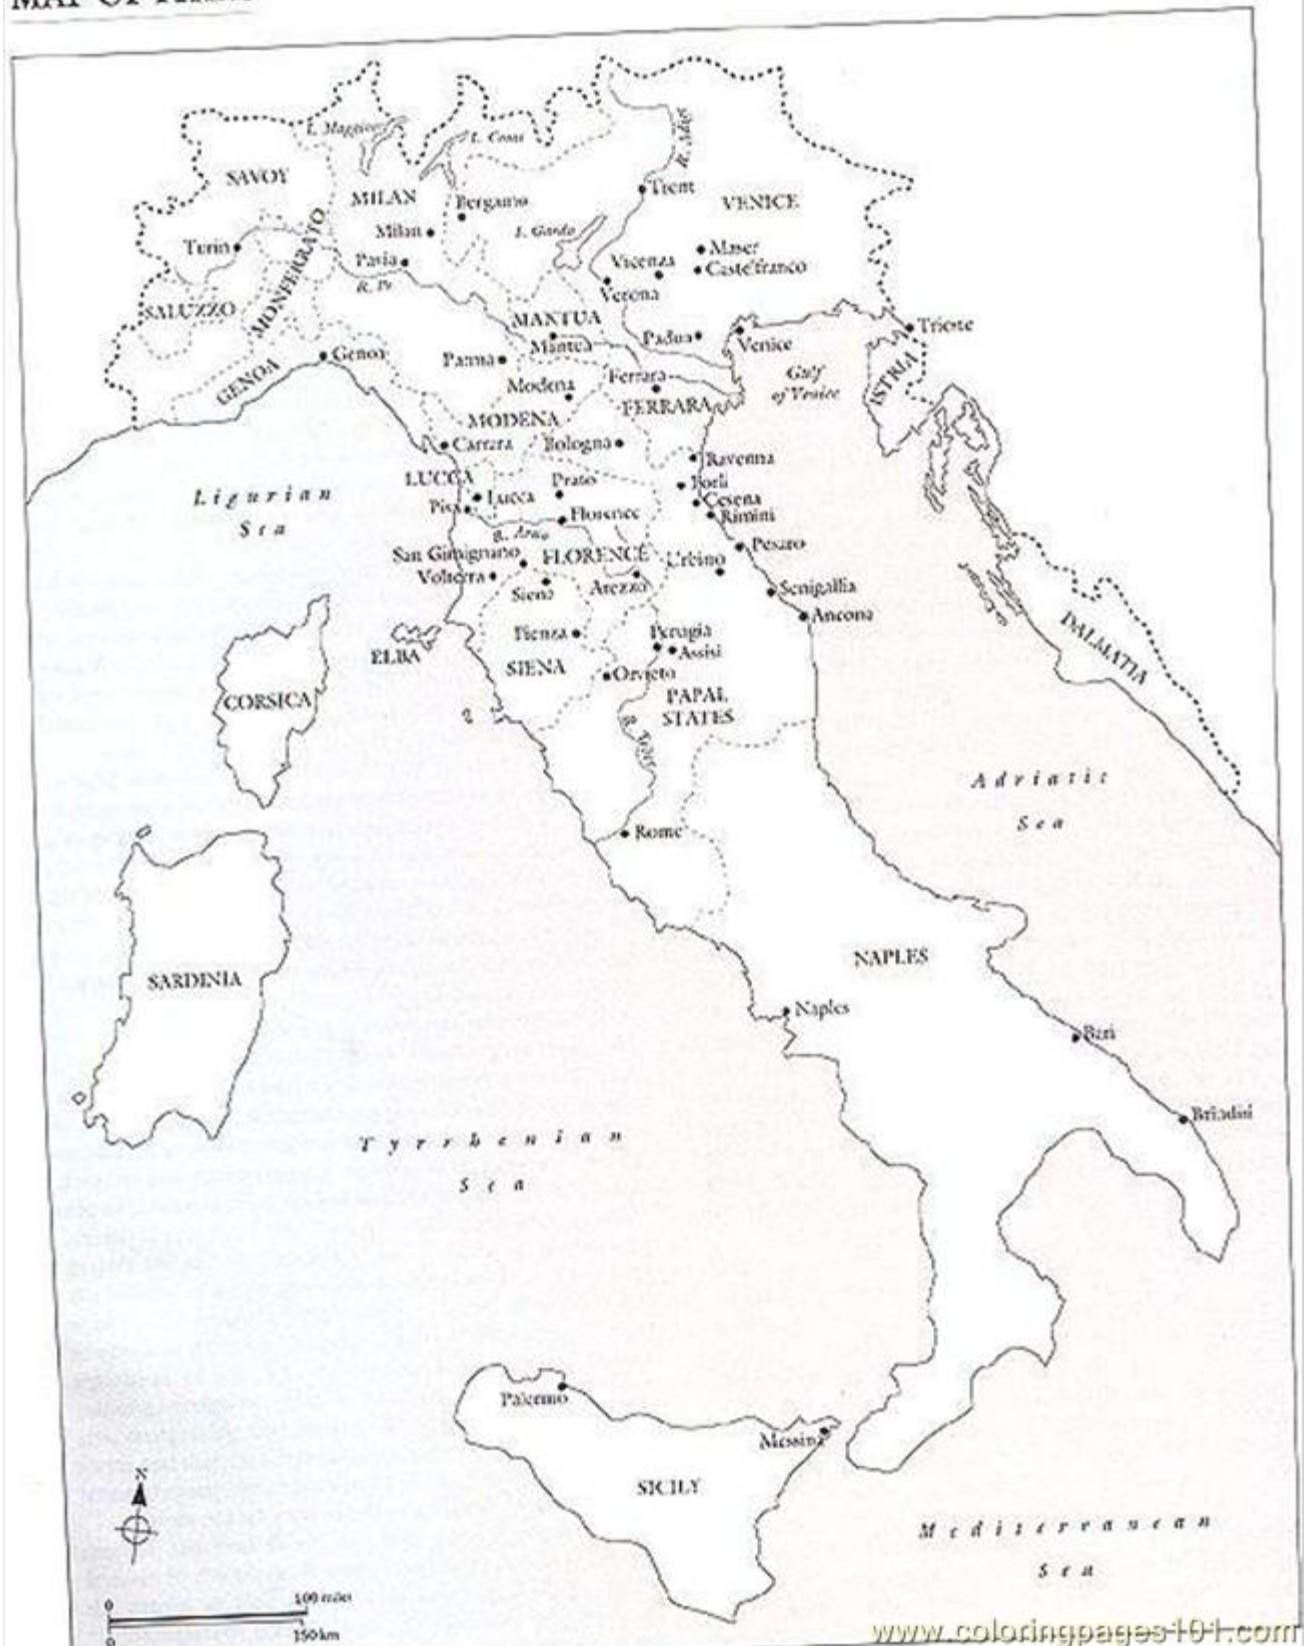 MAP OF
L. Maggiore
L. Como
R. Adige
SAVOY
MILAN
Bergamo
Trent
VENICE
Turin
Milan
L. Garda
Maser
Pavia
Vicenza
Castelfranco
R. Po
Verona
SALUZZO
MONFERRATO
MANTUA
Mantua
Padua
Venice
Trieste
Genoa
Parma
GENOA
Modena
Ferrara
Gulf
of Venice
ISTRIA
MODENA
FERRARA
Carrara
Bologna
Ravenna
LUCCA
Prato
Forli
Ligurian
Sea
Pisa
Lucca
Cesena
Florence
Rimini
R. Arno
San Gimignano
FLORENCE
Urbino
Pesaro
Volterra
Siena
Arezzo
Senigallia
Ancona
Pienza
Perugia
Assisi
ELBA
SIENA
Orvieto
DALMATIA
CORSICA
PAPAL
STATES
R. Tiber
Adriatic
Sea
Rome
SARDINIA
NAPLES
Naples
Bari
Brindisi
Tyrrhenian
Sea
Palermo
Messina
SICILY
N
Mediterranean
Sea
0 100 miles
0 150 km
www.coloringpages101.com